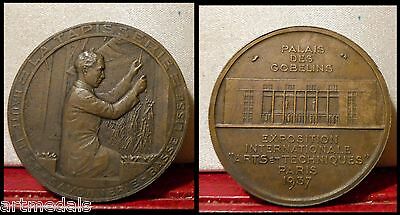 LA TAPISSERIE
PALAIS
DES
GOBELINS
EXPOSITION
INTERNATIONALE
"ARTS ET TECHNIQUES"
PARIS
1937
© artmedals